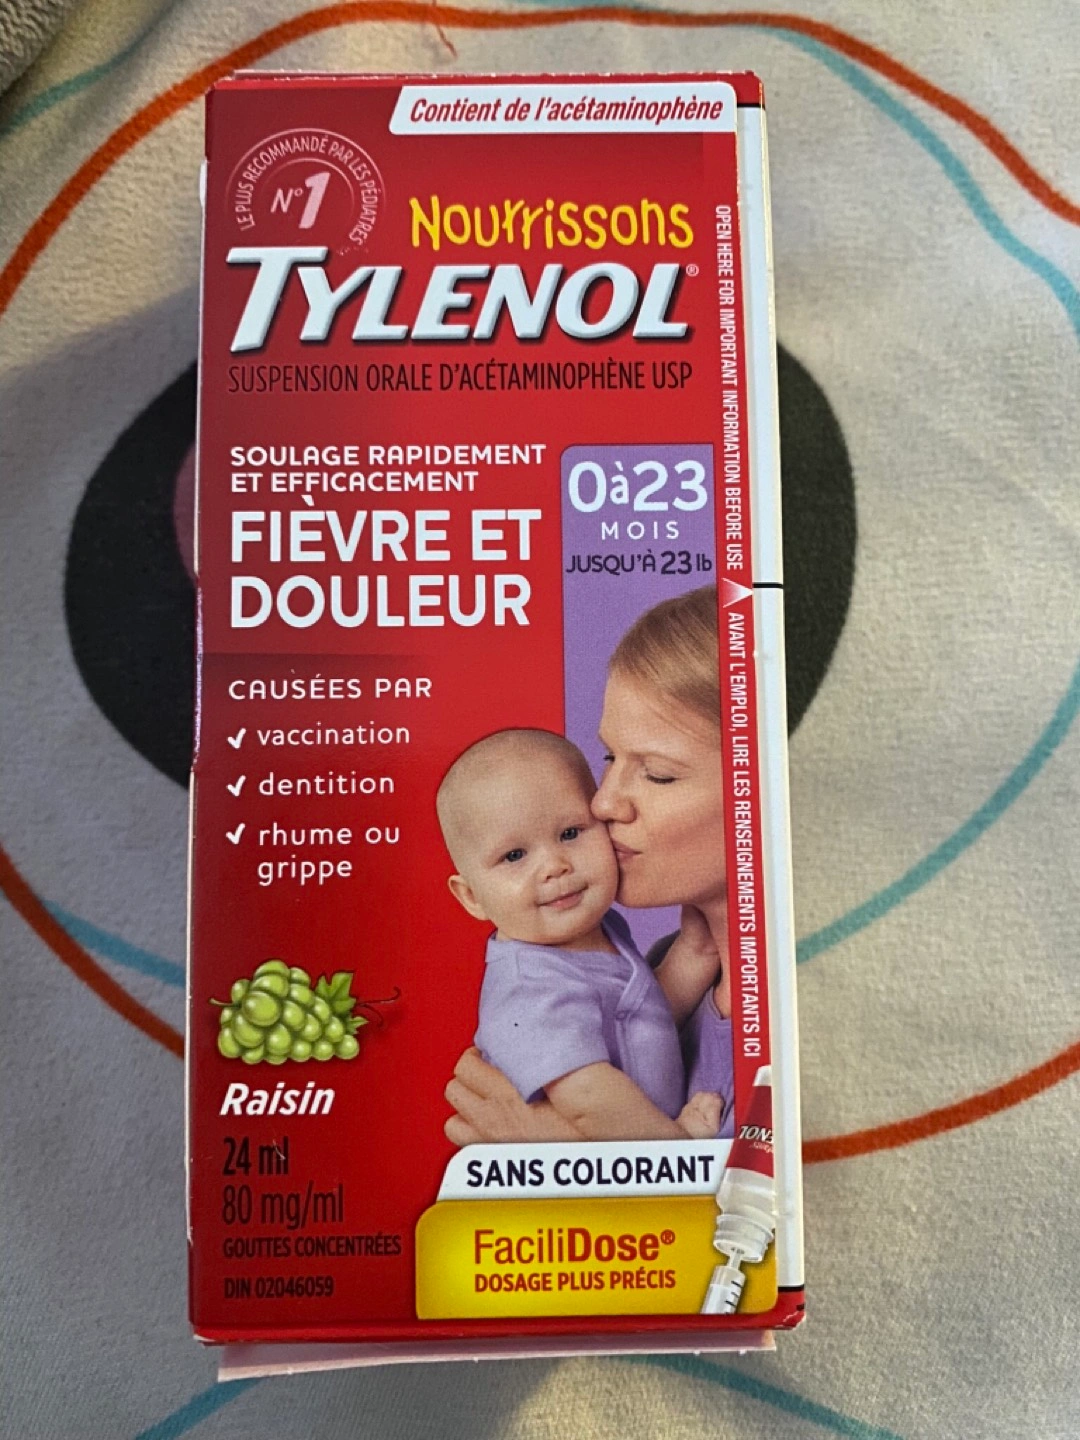 Contient de l'acétaminophène
LE PLUS RECOMMANDÉ PAR LES PÉDIATRES
Nº1
Nourrissons
TYLENOL®
SUSPENSION ORALE D'ACÉTAMINOPHÈNE USP
SOULAGE RAPIDEMENT
ET EFFICACEMENT
FIÈVRE ET
DOULEUR
0à23
MOIS
JUSQU'À 23 lb
CAUSÉES PAR
✓ vaccination
✓ dentition
✓ rhume ou
grippe
Raisin
24 ml
80 mg/ml
GOUTTES CONCENTRÉES
DIN 02046059
SANS COLORANT
FaciliDose®
DOSAGE PLUS PRÉCIS
OPEN HERE FOR IMPORTANT INFORMATION BEFORE USE
AVANT L'EMPLOI, LIRE LES RENSEIGNEMENTS IMPORTANTS ICI